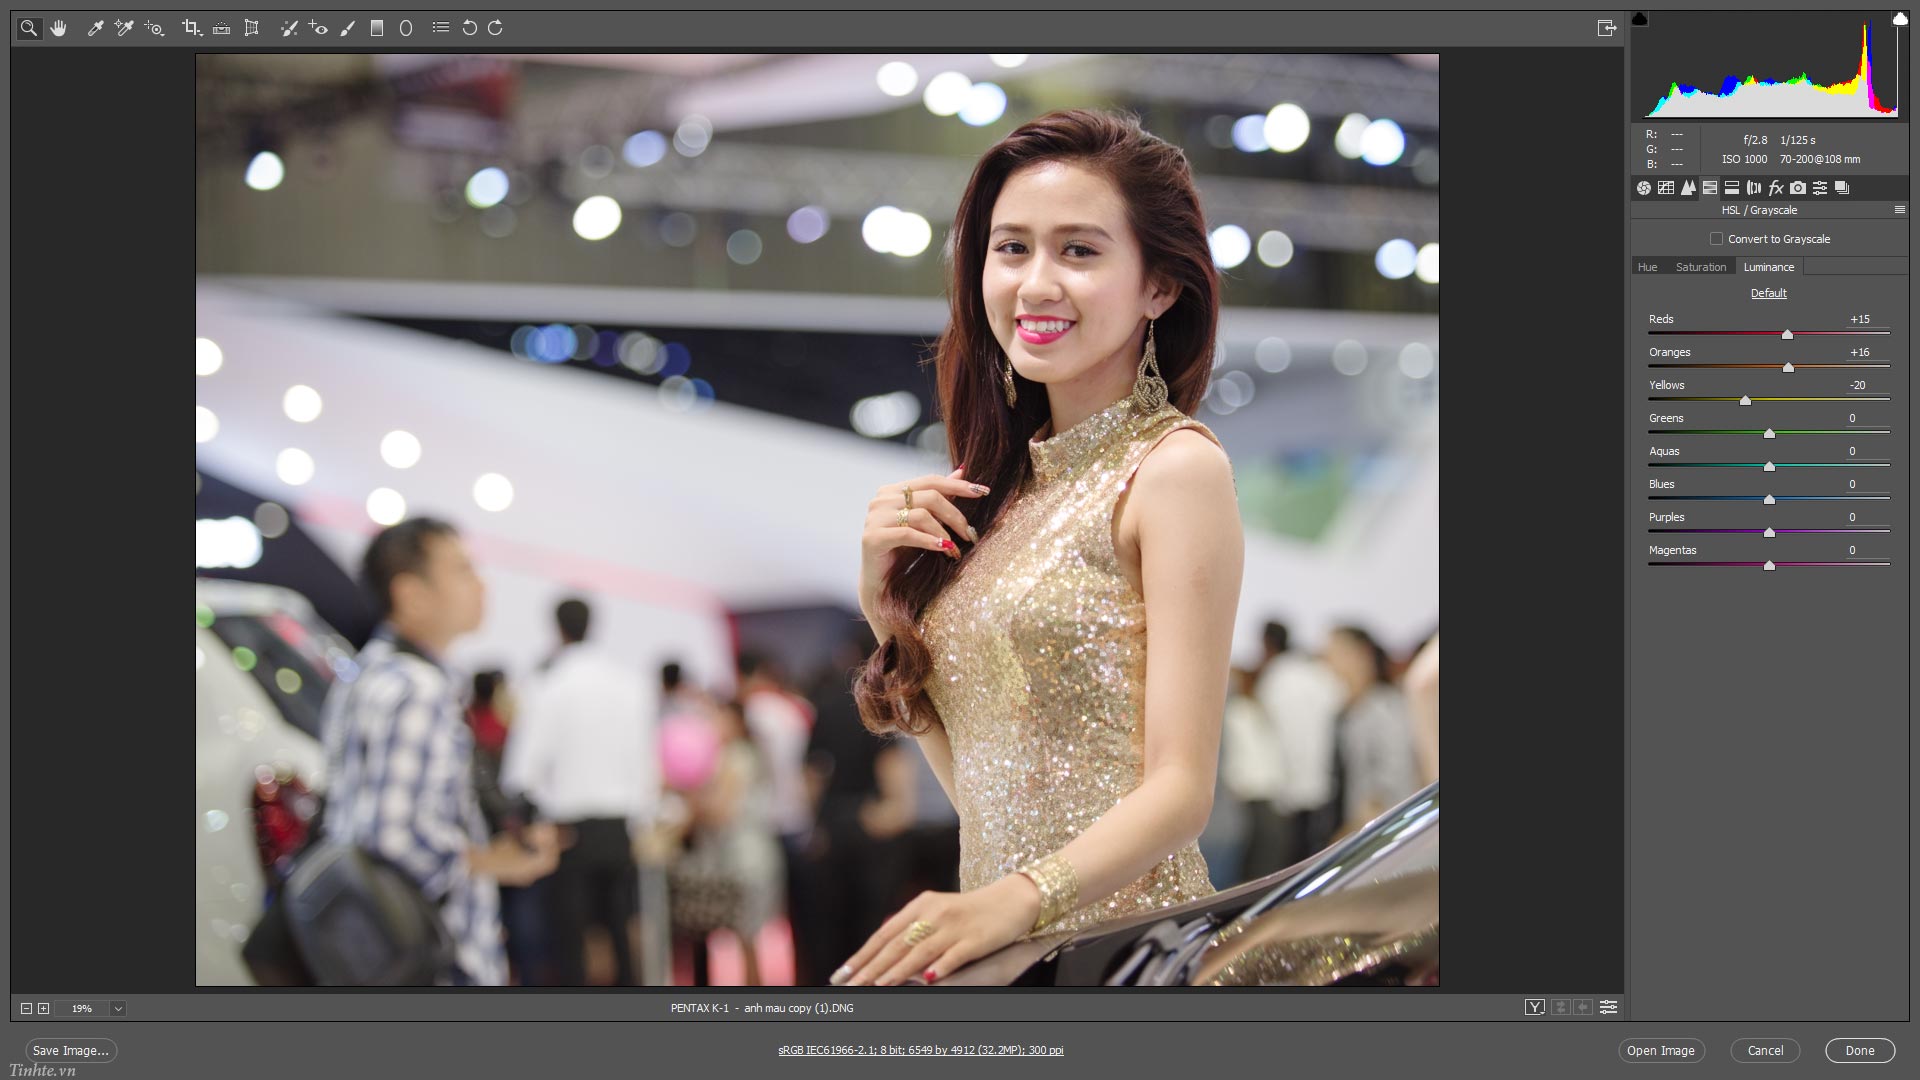 R: ---
G: ---
B: ---
f/2.8 1/125 s
ISO 1000 70-200@108 mm
HSL / Grayscale
Convert to Grayscale
Hue Saturation Luminance
Default
Reds +15
Oranges +16
Yellows -20
Greens 0
Aquas 0
Blues 0
Purples 0
Magentas 0
19%
PENTAX K-1 - anh mau copy (1).DNG
Y
Save Image...
sRGB IEC61966-2.1; 8 bit; 6549 by 4912 (32.2MP); 300 ppi
Open Image
Cancel
Done
Tinhte.vn